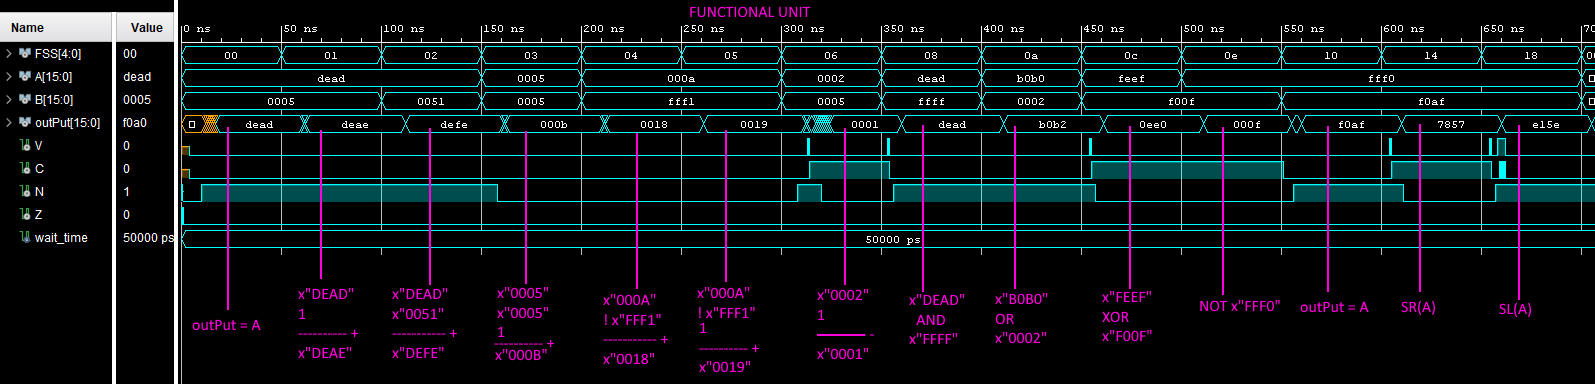 FUNCTIONAL UNIT
Name Value 0 ns 50 ns 100 ns 150 ns 200 ns 250 ns 300 ns 350 ns 400 ns 450 ns 500 ns 550 ns 600 ns 650 ns 70
FSS[4:0] 00 00 01 02 03 04 05 06 08 0a 0c 0e 10 14 18 00
A[15:0] dead dead 0005 000a 0002 dead b0b0 feef fff0
B[15:0] 0005 0005 0051 0005 fff1 0005 ffff 0002 f00f f0af
outPut[15:0] f0a0 dead deae defe 000b 0018 0019 0001 dead b0b2 0ee0 000f f0af 7857 e15e
V 0
C 0
N 1
Z 0
wait_time 50000 ps 50000 ps
outPut = A
x"DEAD"
1
---------- +
x"DEAE"
x"DEAD"
x"0051"
----------- +
x"DEFE"
x"0005"
x"0005"
1
---------- +
x"000B"
x"000A"
! x"FFF1"
----------- +
x"0018"
x"000A"
! x"FFF1"
1
---------- +
x"0019"
x"0002"
1
-
x"0001"
x"DEAD"
AND
x"FFFF"
x"B0B0"
OR
x"0002"
x"FEEF"
XOR
x"F00F"
NOT x"FFF0"
outPut = A
SR(A)
SL(A)